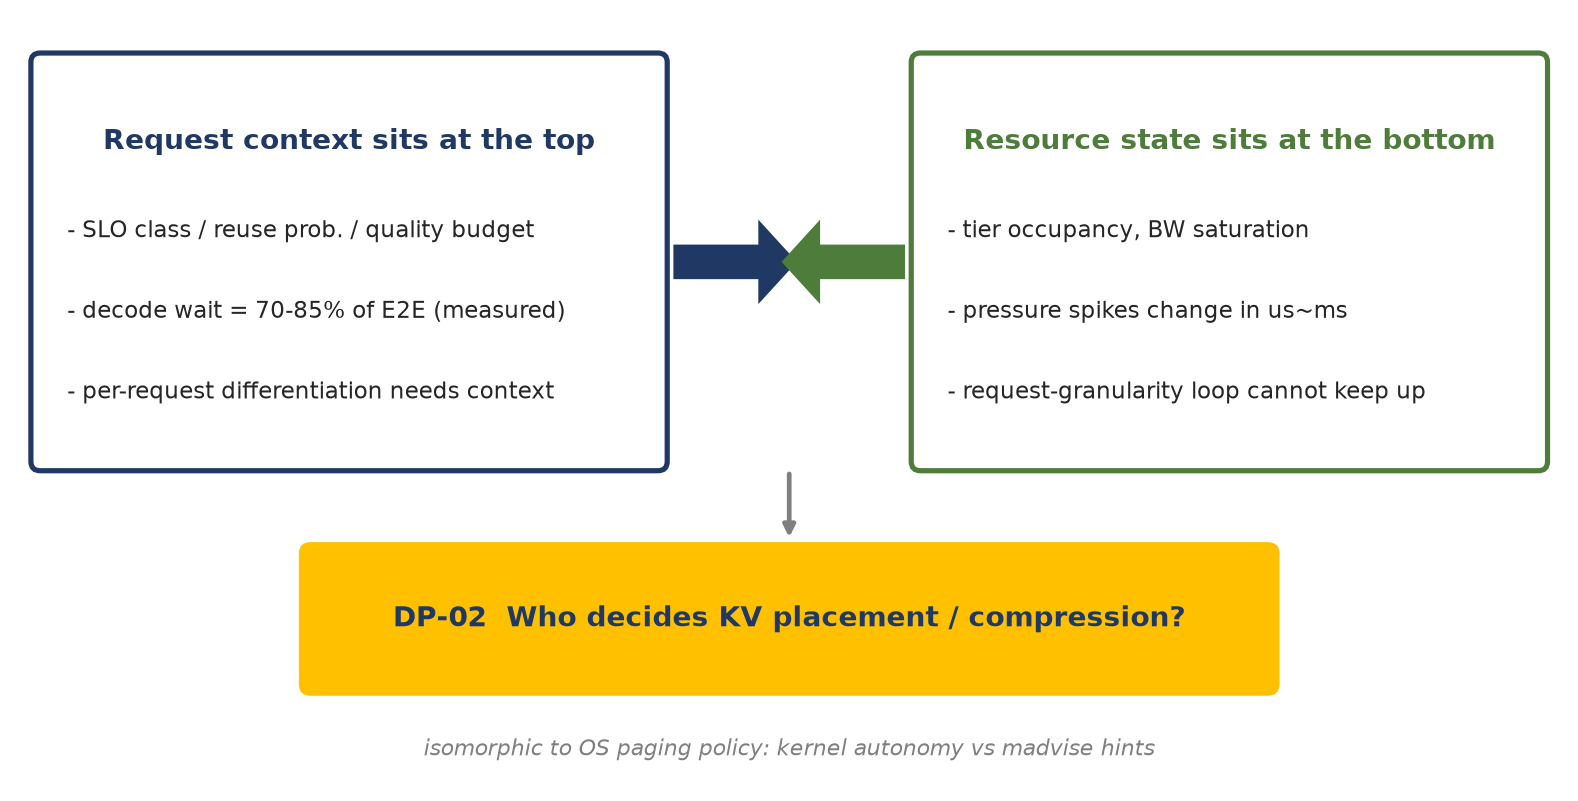 Request context sits at the top
- SLO class / reuse prob. / quality budget
- decode wait = 70-85% of E2E (measured)
- per-request differentiation needs context
Resource state sits at the bottom
- tier occupancy, BW saturation
- pressure spikes change in us~ms
- request-granularity loop cannot keep up
DP-02  Who decides KV placement / compression?
isomorphic to OS paging policy: kernel autonomy vs madvise hints